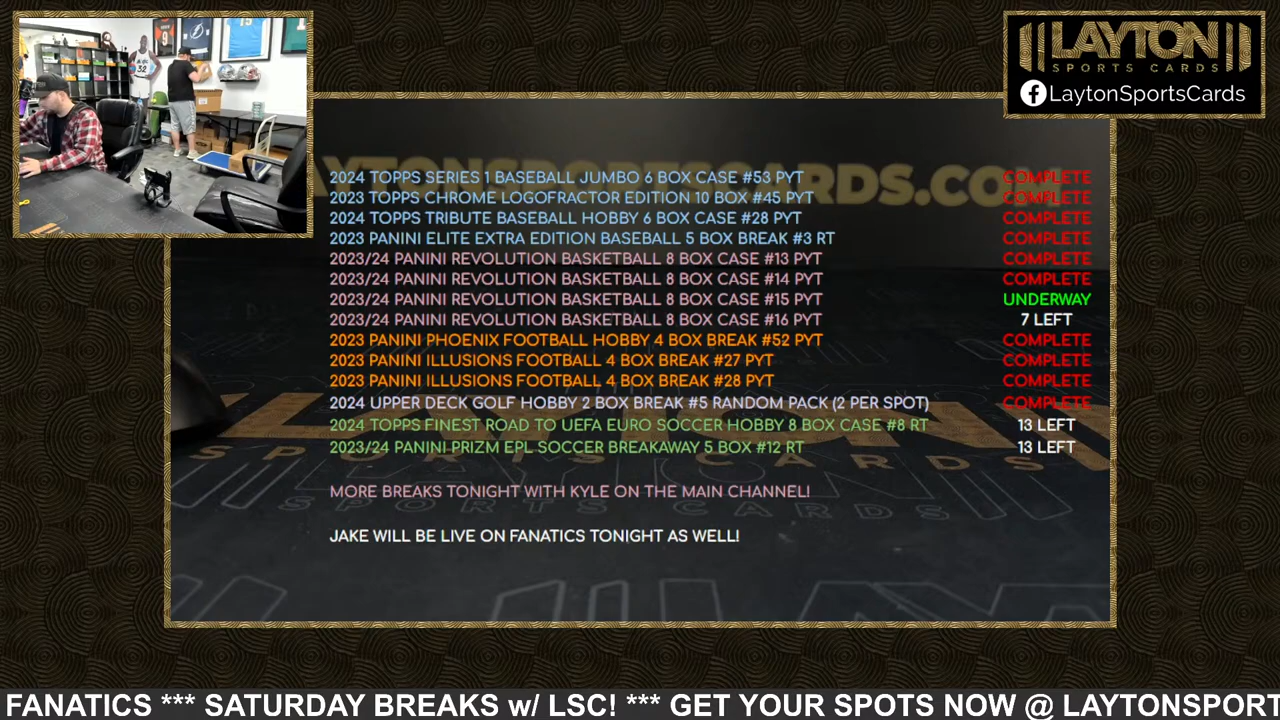 LAYTON
SPORTS CARDS
LaytonSportsCards
LAYTONSPORTSCARDS.CO
2024 TOPPS SERIES 1 BASEBALL JUMBO 6 BOX CASE #53 PYT COMPLETE
2023 TOPPS CHROME LOGOFRACTOR EDITION 10 BOX #45 PYT COMPLETE
2024 TOPPS TRIBUTE BASEBALL HOBBY 6 BOX CASE #28 PYT COMPLETE
2023 PANINI ELITE EXTRA EDITION BASEBALL 5 BOX BREAK #3 RT COMPLETE
2023/24 PANINI REVOLUTION BASKETBALL 8 BOX CASE #13 PYT COMPLETE
2023/24 PANINI REVOLUTION BASKETBALL 8 BOX CASE #14 PYT COMPLETE
2023/24 PANINI REVOLUTION BASKETBALL 8 BOX CASE #15 PYT UNDERWAY
2023/24 PANINI REVOLUTION BASKETBALL 8 BOX CASE #16 PYT 7 LEFT
2023 PANINI PHOENIX FOOTBALL HOBBY 4 BOX BREAK #52 PYT COMPLETE
2023 PANINI ILLUSIONS FOOTBALL 4 BOX BREAK #27 PYT COMPLETE
2023 PANINI ILLUSIONS FOOTBALL 4 BOX BREAK #28 PYT COMPLETE
2024 UPPER DECK GOLF HOBBY 2 BOX BREAK #5 RANDOM PACK (2 PER SPOT) COMPLETE
2024 TOPPS FINEST ROAD TO UEFA EURO SOCCER HOBBY 8 BOX CASE #8 RT 13 LEFT
2023/24 PANINI PRIZM EPL SOCCER BREAKAWAY 5 BOX #12 RT 13 LEFT
MORE BREAKS TONIGHT WITH KYLE ON THE MAIN CHANNEL!
JAKE WILL BE LIVE ON FANATICS TONIGHT AS WELL!
FANATICS *** SATURDAY BREAKS w/ LSC! *** GET YOUR SPOTS NOW @ LAYTONSPORT